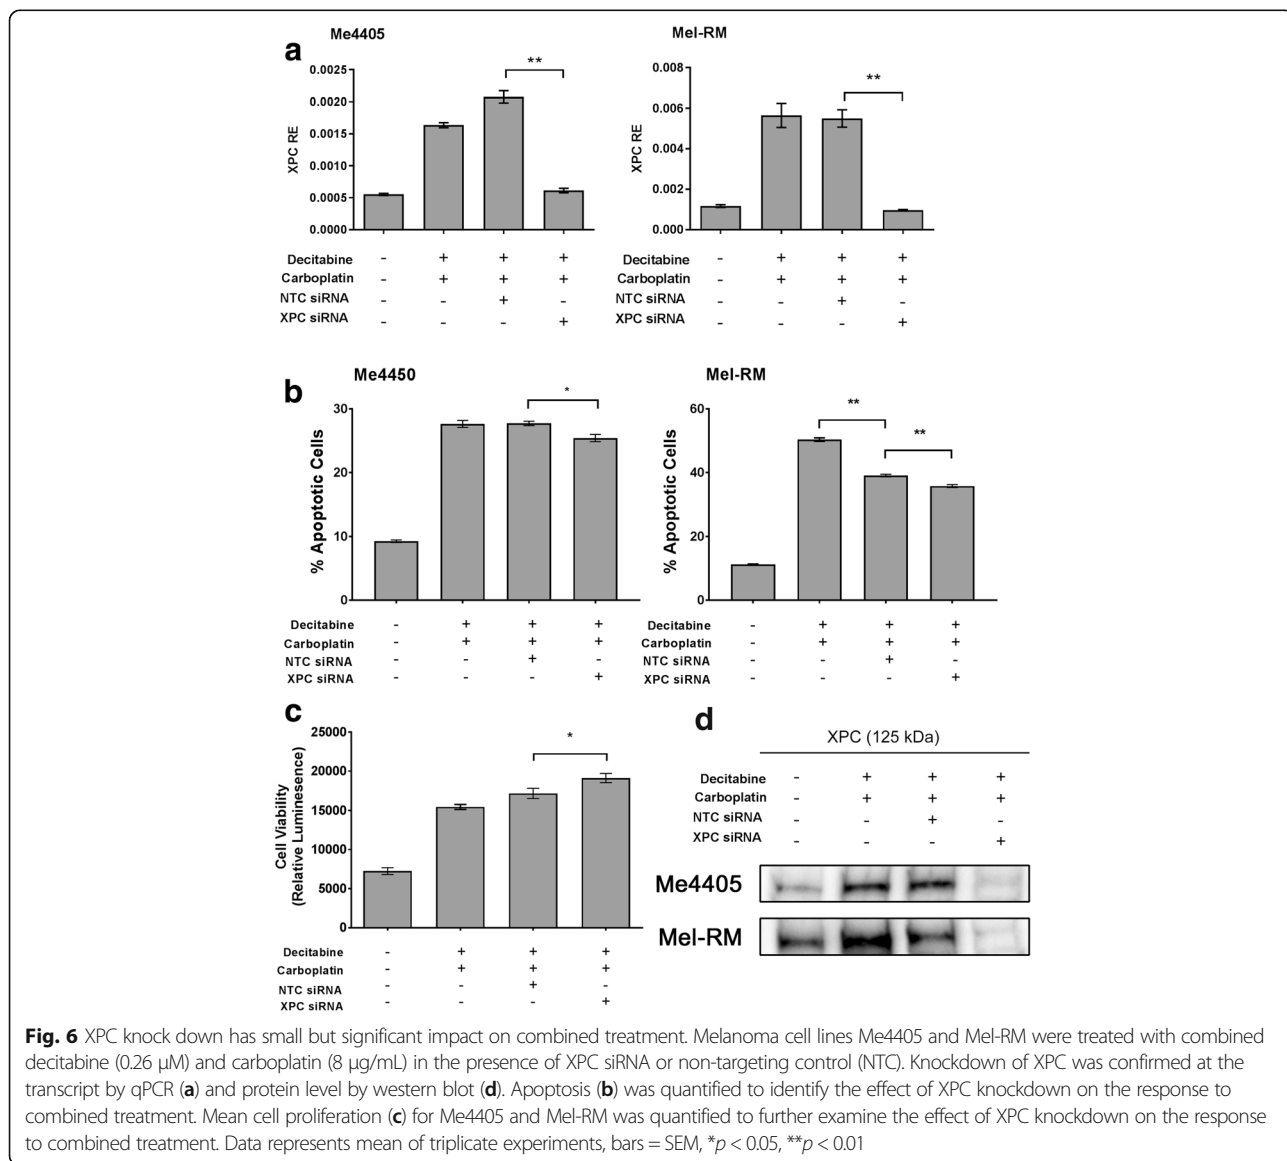 a
Me4405
Mel-RM
0.0025
0.0020
0.0015
0.0010
0.0005
0.0000
XPC RE
**
0.008
0.006
0.004
0.002
0.000
XPC RE
**
Decitabine - + + +
Carboplatin - + + +
NTC siRNA - - + -
XPC siRNA - - - +
Decitabine - + + +
Carboplatin - + + +
NTC siRNA - - + -
XPC siRNA - - - +
b
Me4450
Mel-RM
30
20
10
0
% Apoptotic Cells
*
60
40
20
0
% Apoptotic Cells
**
**
Decitabine - + + +
Carboplatin - + + +
NTC siRNA - - + -
XPC siRNA - - - +
Decitabine - + + +
Carboplatin - + + +
NTC siRNA - - + -
XPC siRNA - - - +
c
25000
20000
15000
10000
5000
0
Cell Viability
(Relative Luminesence)
*
Decitabine - + + +
Carboplatin - + + +
NTC siRNA - - + -
XPC siRNA - - - +
d
XPC (125 kDa)
Decitabine - + + +
Carboplatin - + + +
NTC siRNA - - + -
XPC siRNA - - - +
Me4405
Mel-RM
Fig. 6 XPC knock down has small but significant impact on combined treatment. Melanoma cell lines Me4405 and Mel-RM were treated with combined
decitabine (0.26 μM) and carboplatin (8 μg/mL) in the presence of XPC siRNA or non-targeting control (NTC). Knockdown of XPC was confirmed at the
transcript by qPCR (a) and protein level by western blot (d). Apoptosis (b) was quantified to identify the effect of XPC knockdown on the response to
combined treatment. Mean cell proliferation (c) for Me4405 and Mel-RM was quantified to further examine the effect of XPC knockdown on the response
to combined treatment. Data represents mean of triplicate experiments, bars = SEM, *p < 0.05, **p < 0.01